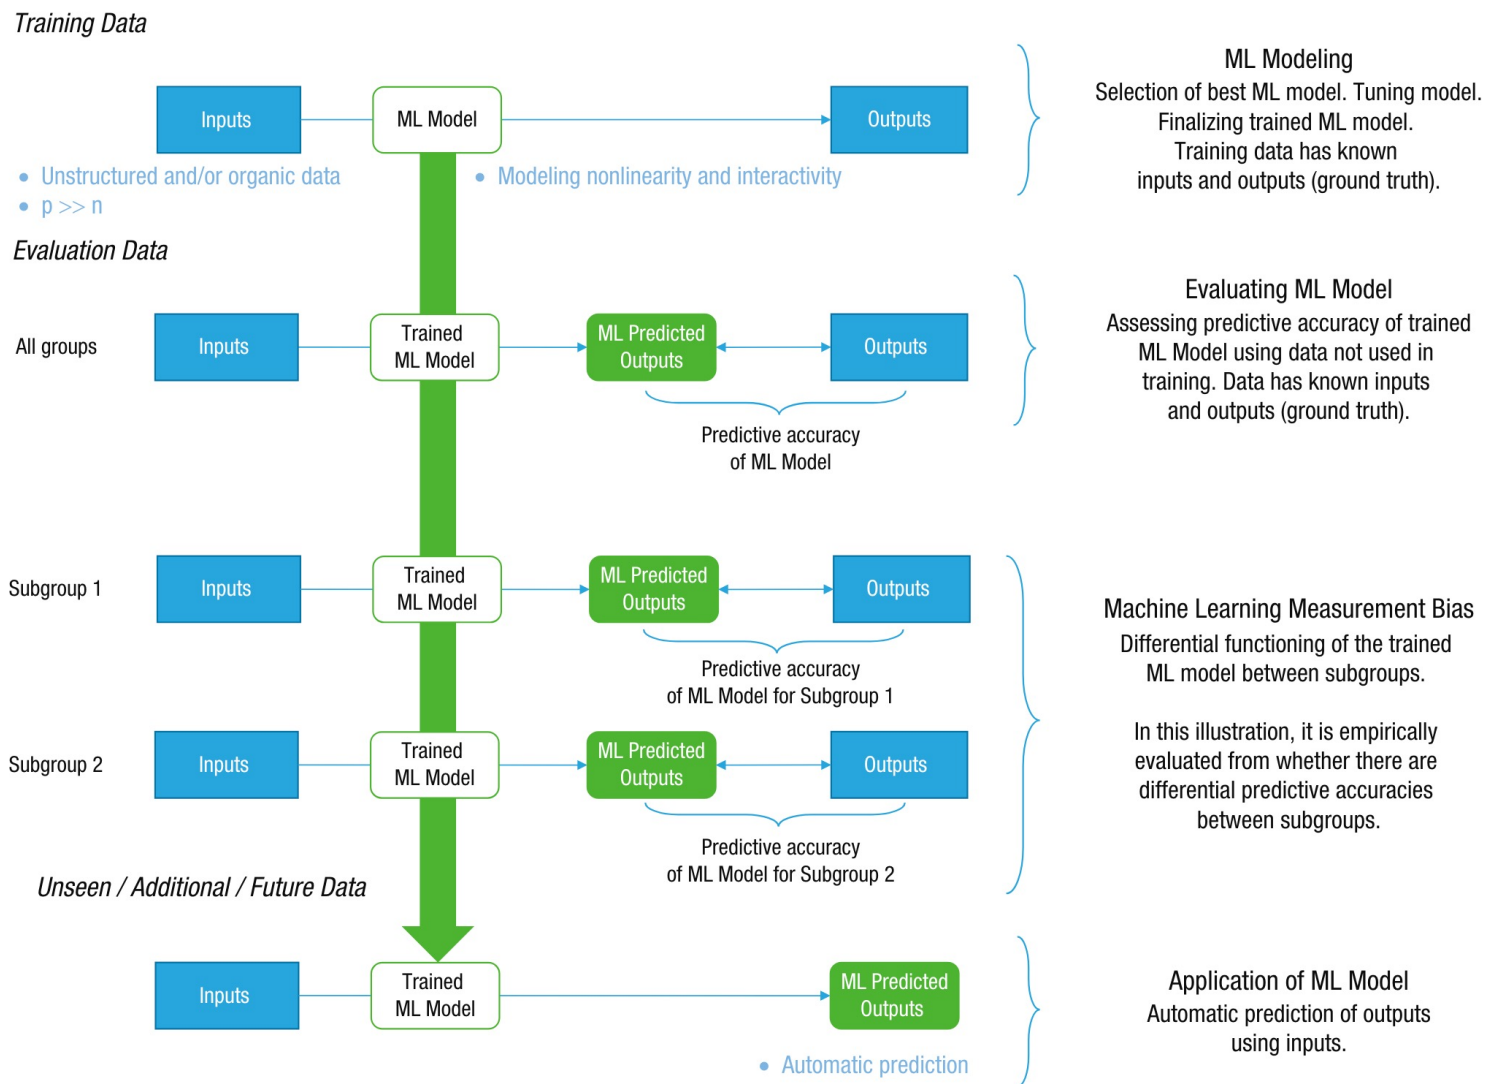 Training Data
Inputs
ML Model
Outputs
• Unstructured and/or organic data
• p >> n
• Modeling nonlinearity and interactivity
ML Modeling
Selection of best ML model. Tuning model.
Finalizing trained ML model.
Training data has known
inputs and outputs (ground truth).
Evaluation Data
All groups
Inputs
Trained
ML Model
ML Predicted
Outputs
Outputs
Predictive accuracy
of ML Model
Evaluating ML Model
Assessing predictive accuracy of trained
ML Model using data not used in
training. Data has known inputs
and outputs (ground truth).
Subgroup 1
Inputs
Trained
ML Model
ML Predicted
Outputs
Outputs
Predictive accuracy
of ML Model for Subgroup 1
Subgroup 2
Inputs
Trained
ML Model
ML Predicted
Outputs
Outputs
Predictive accuracy
of ML Model for Subgroup 2
Machine Learning Measurement Bias
Differential functioning of the trained
ML model between subgroups.
In this illustration, it is empirically
evaluated from whether there are
differential predictive accuracies
between subgroups.
Unseen / Additional / Future Data
Inputs
Trained
ML Model
ML Predicted
Outputs
• Automatic prediction
Application of ML Model
Automatic prediction of outputs
using inputs.